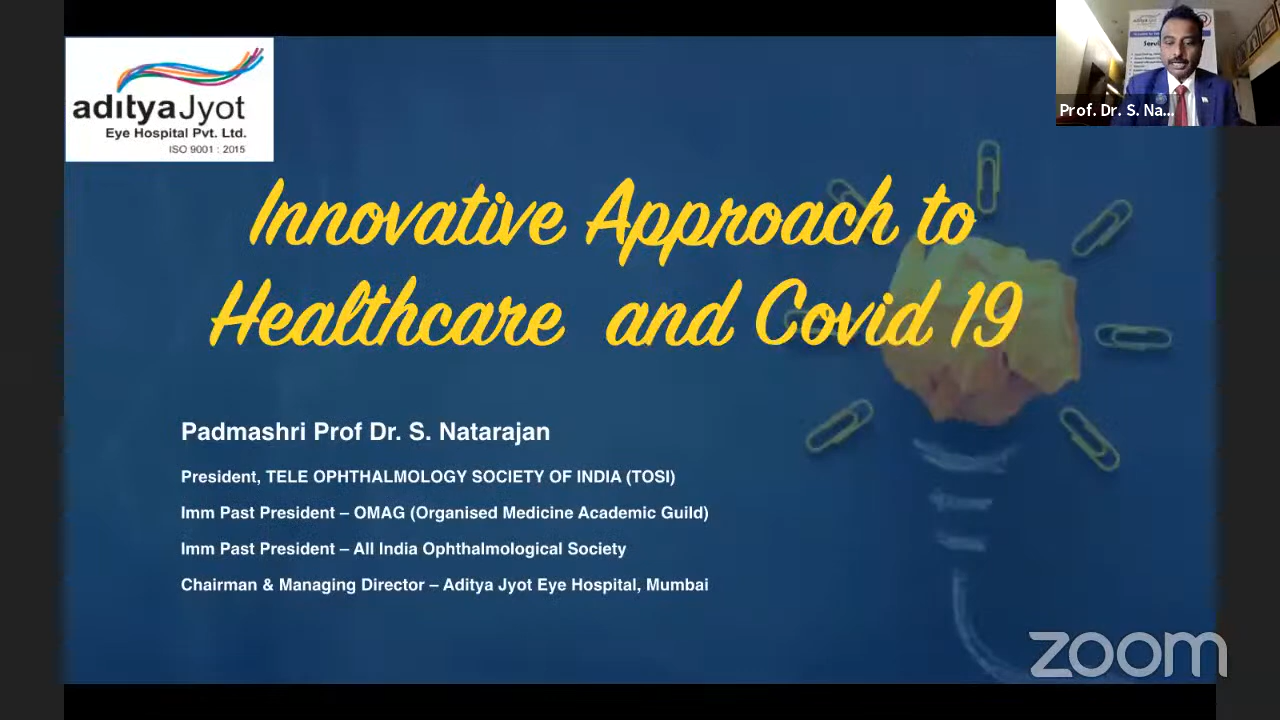 aditya Jyot
Eye Hospital Pvt. Ltd.
ISO 9001 : 2015
Prof. Dr. S. Na...
Innovative Approach to
Healthcare and Covid 19
Padmashri Prof Dr. S. Natarajan
President, TELE OPHTHALMOLOGY SOCIETY OF INDIA (TOSI)
Imm Past President – OMAG (Organised Medicine Academic Guild)
Imm Past President – All India Ophthalmological Society
Chairman & Managing Director – Aditya Jyot Eye Hospital, Mumbai
zoom